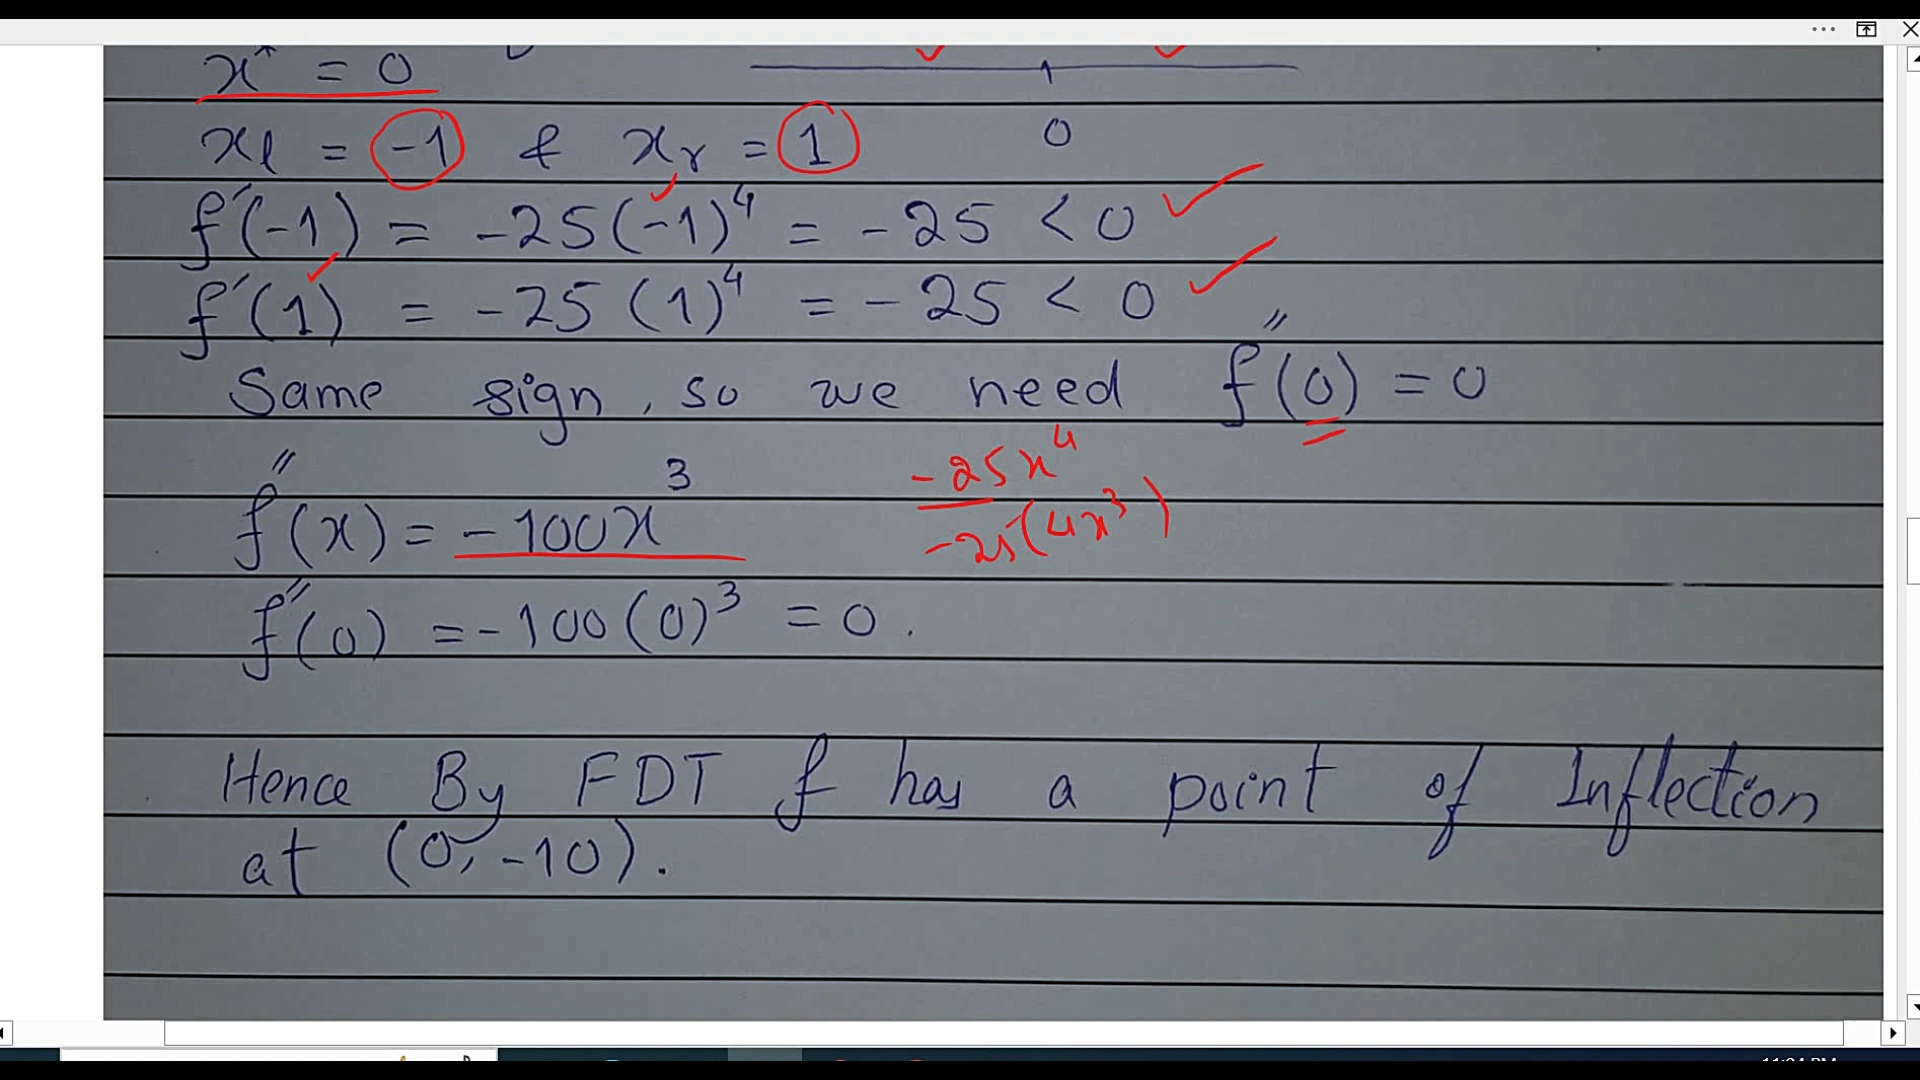 x* = 0
0
xl = -1 & xr = 1
f'(-1) = -25(-1)^4 = -25 < 0
f'(1) = -25 (1)^4 = -25 < 0
Same sign, so we need f''(0) = 0
-25x^4
f''(x) = -100x^3
-25(4x^3)
f''(0) = -100(0)^3 = 0.
Hence By FDT f has a point of Inflection
at (0, -10).